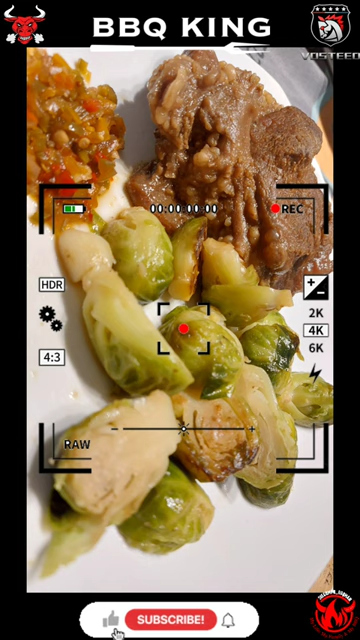 BBQ KING
VOSTEED
00:00:00:00
REC
HDR
2K
4K
6K
4:3
RAW
- +
SUBSCRIBE!